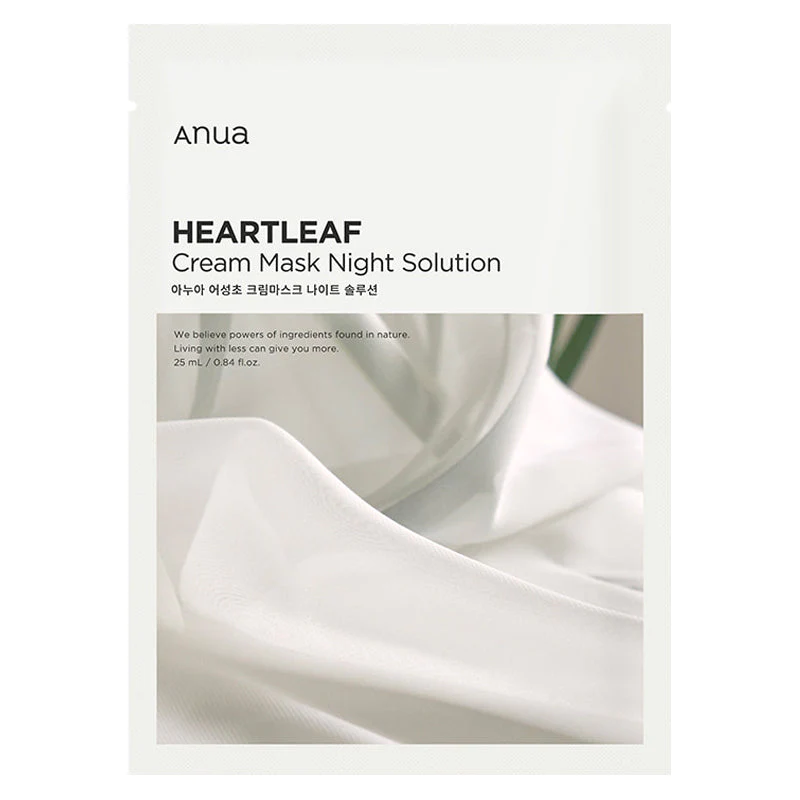 Anua
HEARTLEAF
Cream Mask Night Solution
아누아 어성초 크림마스크 나이트 솔루션
We believe powers of ingredients found in nature.
Living with less can give you more.
25 mL / 0.84 fl.oz.